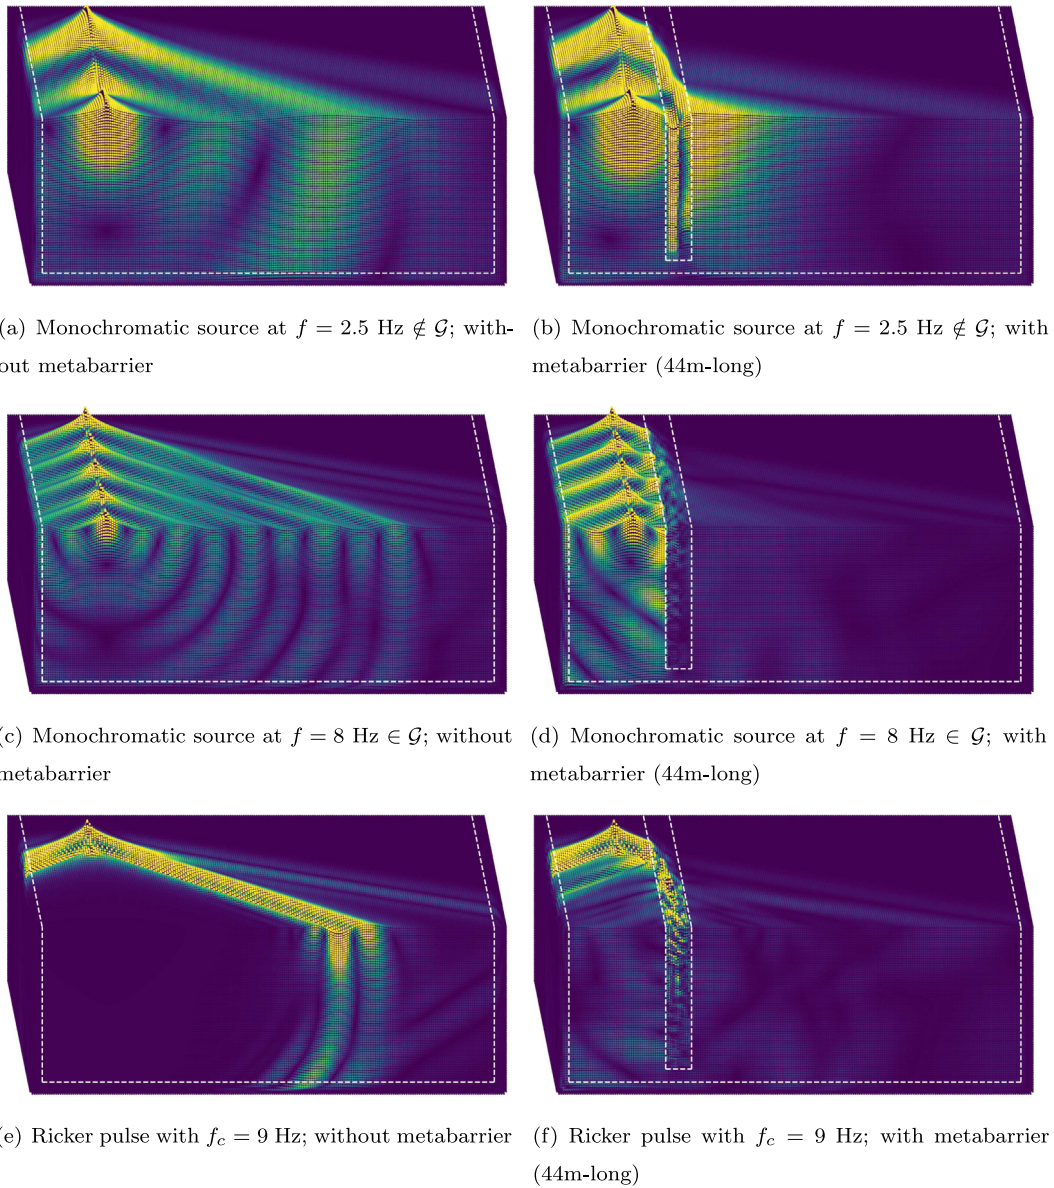 (a) Monochromatic source at f = 2.5 Hz ∉ 𝒢; with-
out metabarrier
(b) Monochromatic source at f = 2.5 Hz ∉ 𝒢; with
metabarrier (44m-long)
(c) Monochromatic source at f = 8 Hz ∈ 𝒢; without
metabarrier
(d) Monochromatic source at f = 8 Hz ∈ 𝒢; with
metabarrier (44m-long)
(e) Ricker pulse with f_c = 9 Hz; without metabarrier
(f) Ricker pulse with f_c = 9 Hz; with metabarrier
(44m-long)